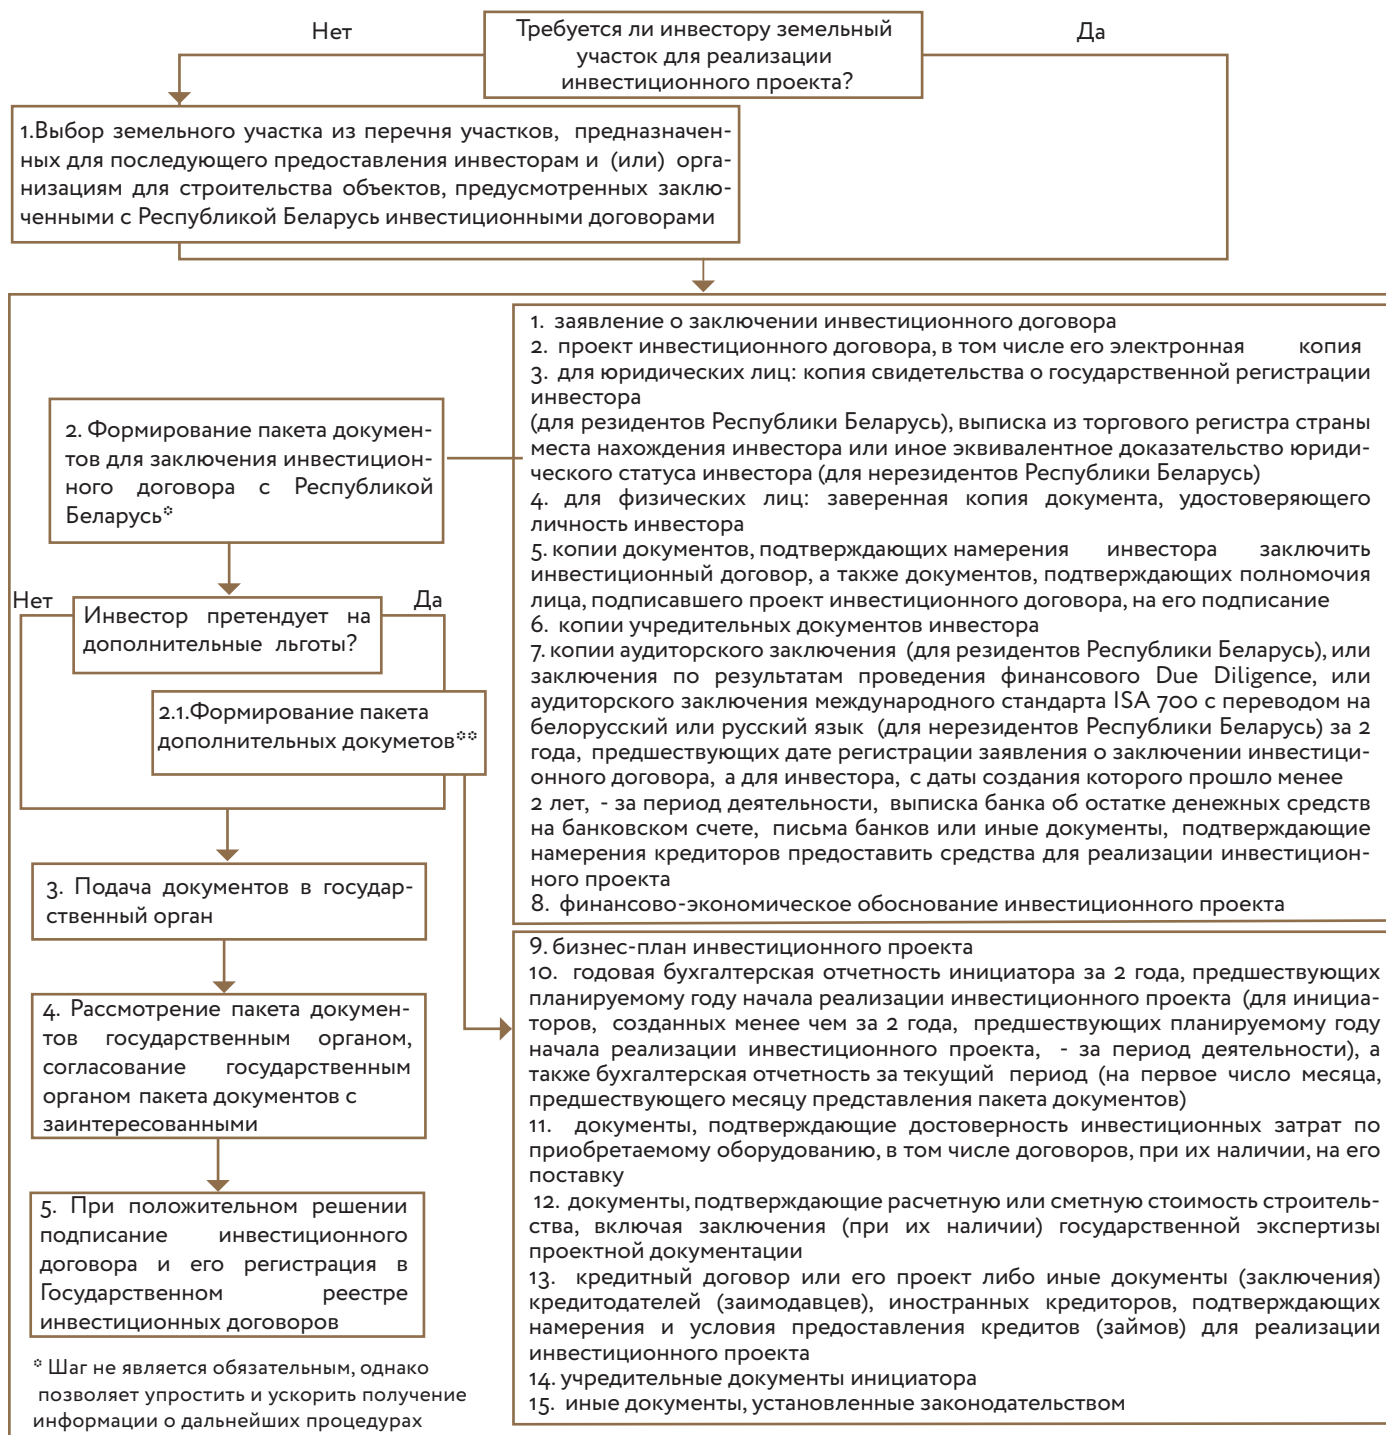 Требуется ли инвестору земельный
участок для реализации
инвестиционного проекта?
Нет
Да
1.Выбор земельного участка из перечня участков, предназначен-
ных для последующего предоставления инвесторам и (или) орга-
низациям для строительства объектов, предусмотренных заклю-
ченными с Республикой Беларусь инвестиционными договорами
2. Формирование пакета докумен-
тов для заключения инвестицион-
ного договора с Республикой
Беларусь*
Нет
Да
Инвестор претендует на
дополнительные льготы?
2.1.Формирование пакета
дополнительных докуметов**
3. Подача документов в государ-
ственный орган
4. Рассмотрение пакета докумен-
тов государственным органом,
согласование государственным
органом пакета документов с
заинтересованными
5. При положительном решении
подписание инвестиционного
договора и его регистрация в
Государственном реестре
инвестиционных договоров
* Шаг не является обязательным, однако
позволяет упростить и ускорить получение
информации о дальнейших процедурах
1. заявление о заключении инвестиционного договора
2. проект инвестиционного договора, в том числе его электронная копия
3. для юридических лиц: копия свидетельства о государственной регистрации
инвестора
(для резидентов Республики Беларусь), выписка из торгового регистра страны
места нахождения инвестора или иное эквивалентное доказательство юриди-
ческого статуса инвестора (для нерезидентов Республики Беларусь)
4. для физических лиц: заверенная копия документа, удостоверяющего
личность инвестора
5. копии документов, подтверждающих намерения инвестора заключить
инвестиционный договор, а также документов, подтверждающих полномочия
лица, подписавшего проект инвестиционного договора, на его подписание
6. копии учредительных документов инвестора
7. копии аудиторского заключения (для резидентов Республики Беларусь), или
заключения по результатам проведения финансового Due Diligence, или
аудиторского заключения международного стандарта ISA 700 с переводом на
белорусский или русский язык (для нерезидентов Республики Беларусь) за 2
года, предшествующих дате регистрации заявления о заключении инвестици-
онного договора, а для инвестора, с даты создания которого прошло менее
2 лет, - за период деятельности, выписка банка об остатке денежных средств
на банковском счете, письма банков или иные документы, подтверждающие
намерения кредиторов предоставить средства для реализации инвестицион-
ного проекта
8. финансово-экономическое обоснование инвестиционного проекта
9. бизнес-план инвестиционного проекта
10. годовая бухгалтерская отчетность инициатора за 2 года, предшествующих
планируемому году начала реализации инвестиционного проекта (для инициа-
торов, созданных менее чем за 2 года, предшествующих планируемому году
начала реализации инвестиционного проекта, - за период деятельности), а
также бухгалтерская отчетность за текущий период (на первое число месяца,
предшествующего месяцу представления пакета документов)
11. документы, подтверждающие достоверность инвестиционных затрат по
приобретаемому оборудованию, в том числе договоров, при их наличии, на его
поставку
12. документы, подтверждающие расчетную или сметную стоимость строитель-
ства, включая заключения (при их наличии) государственной экспертизы
проектной документации
13. кредитный договор или его проект либо иные документы (заключения)
кредитодателей (заимодавцев), иностранных кредиторов, подтверждающих
намерения и условия предоставления кредитов (займов) для реализации
инвестиционного проекта
14. учредительные документы инициатора
15. иные документы, установленные законодательством